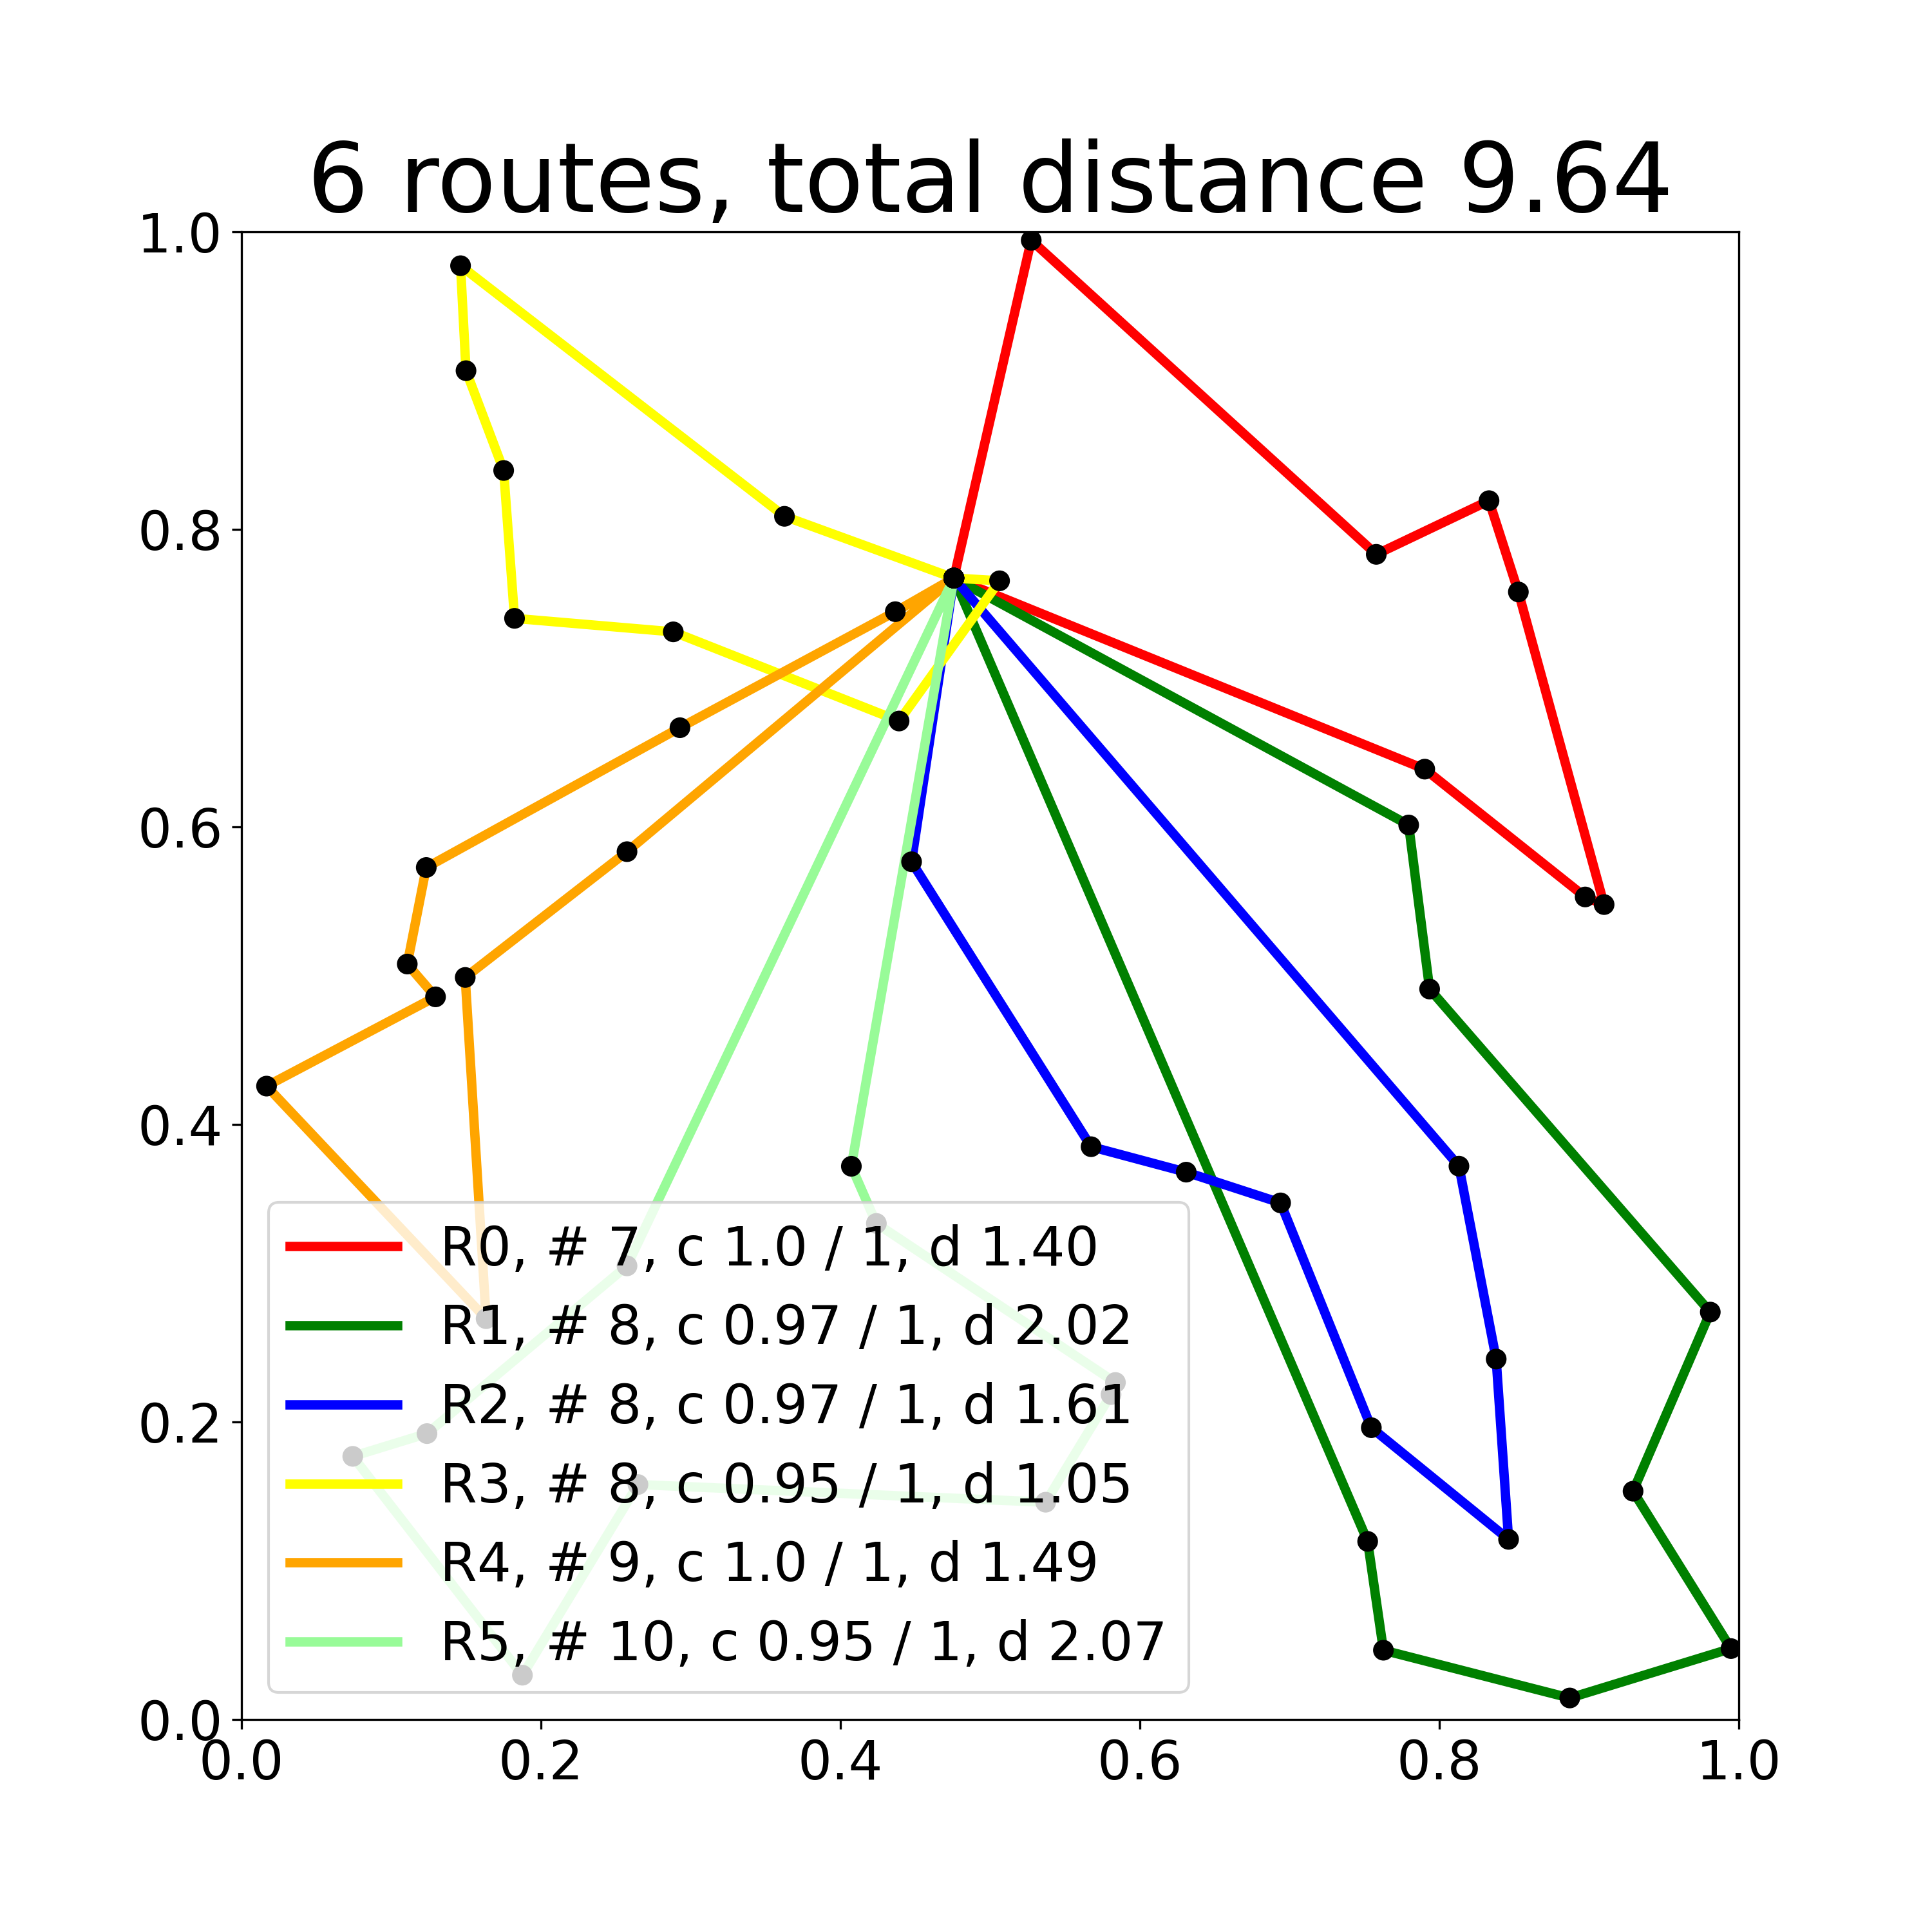 6 routes, total distance 9.64
1.0
0.8
0.6
0.4
0.2
0.0
R0, # 7, c 1.0 / 1, d 1.40
R1, # 8, c 0.97 / 1, d 2.02
R2, # 8, c 0.97 / 1, d 1.61
R3, # 8, c 0.95 / 1, d 1.05
R4, # 9, c 1.0 / 1, d 1.49
R5, # 10, c 0.95 / 1, d 2.07
0.0 0.2 0.4 0.6 0.8 1.0